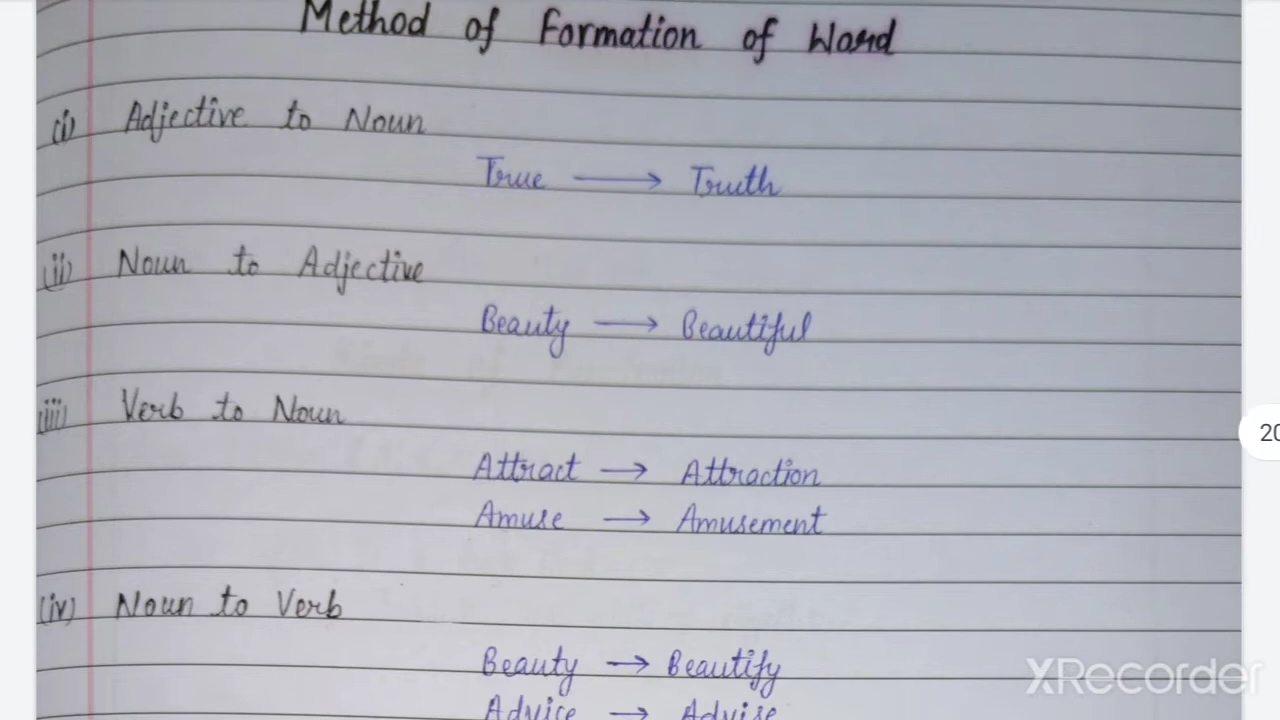 Method of Formation of Word
(i) Adjective to Noun
True → Truth
(ii) Noun to Adjective
Beauty → Beautiful
(iii) Verb to Noun
Attract → Attraction
Amuse → Amusement
20
(iv) Noun to Verb
Beauty → Beautify
Advice → Advise
XRecorder